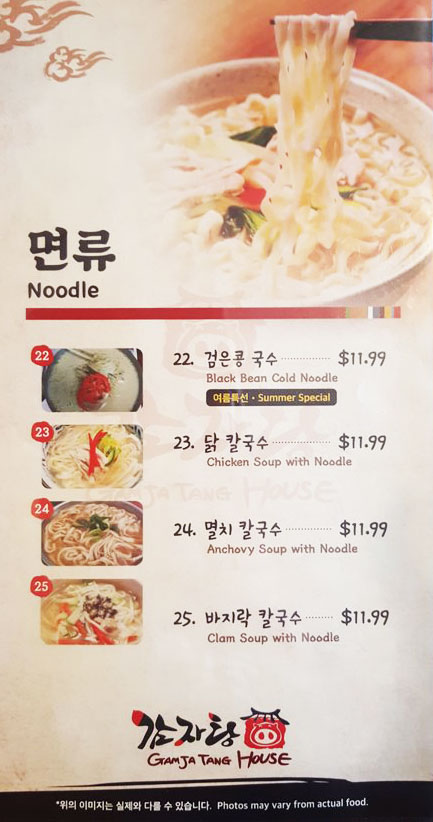 면류
Noodle
22
22. 검은콩 국수 ············ $11.99
Black Bean Cold Noodle
여름특선 · Summer Special
23
23. 닭 칼국수 ············ $11.99
Chicken Soup with Noodle
GAMJA TANG HOUSE
24
24. 멸치 칼국수 ············ $11.99
Anchovy Soup with Noodle
25
25. 바지락 칼국수 ········ $11.99
Clam Soup with Noodle
감자탕
GAMJA TANG HOUSE
*위의 이미지는 실제와 다를 수 있습니다. Photos may vary from actual food.